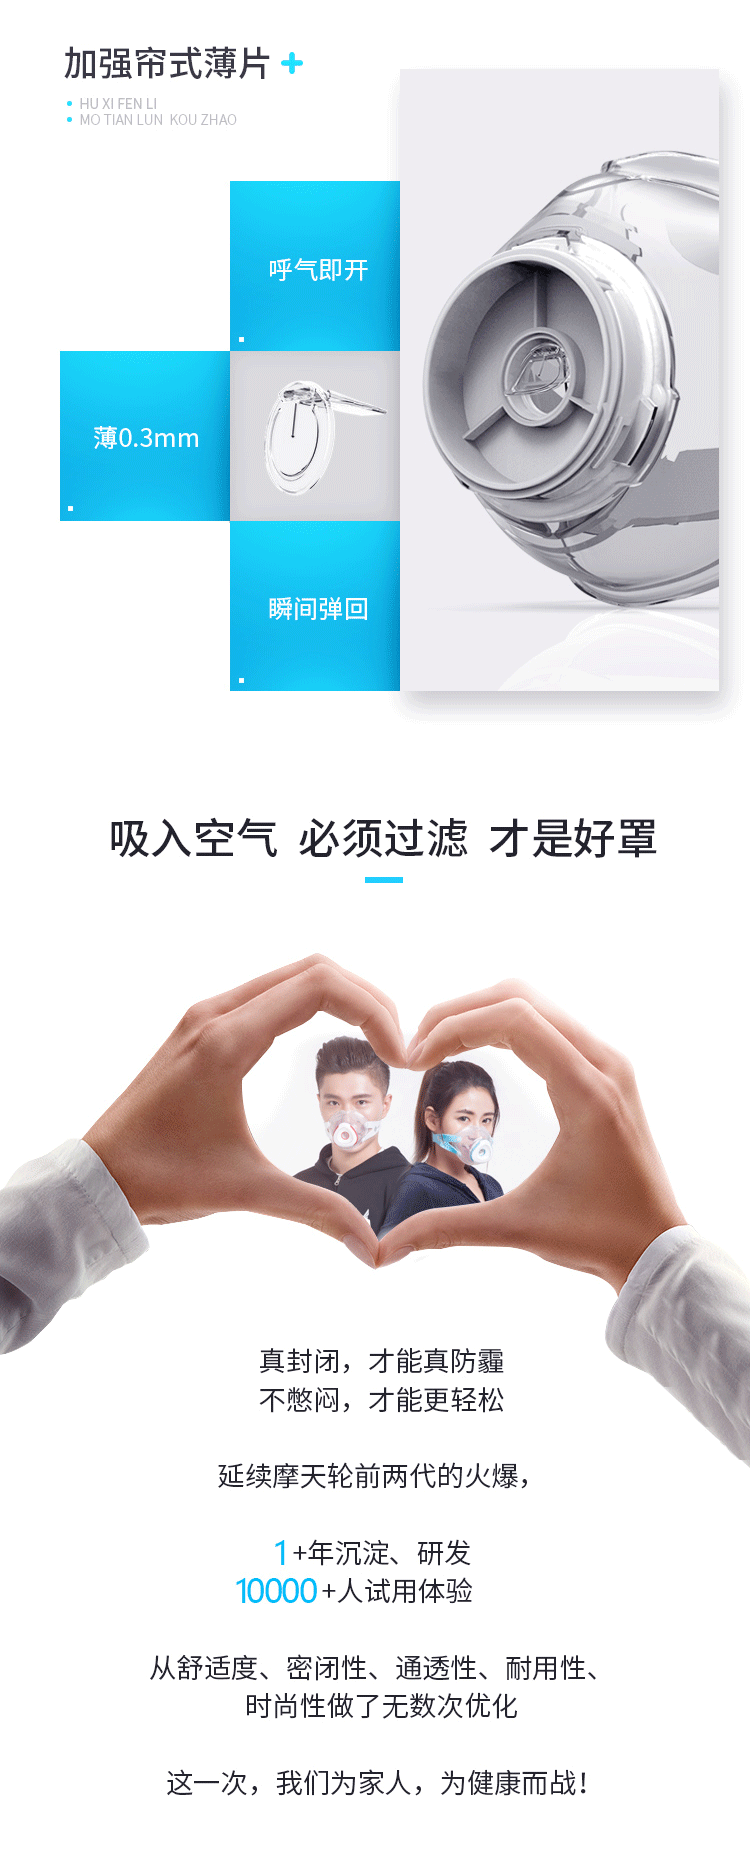 加强帘式薄片+
HU XI FEN LI
MO TIAN LUN KOU ZHAO
呼气即开
薄0.3mm
瞬间弹回
吸入空气 必须过滤 才是好罩
真封闭，才能真防霾
不憋闷，才能更轻松
延续摩天轮前两代的火爆，
1+年沉淀、研发
10000+人试用体验
从舒适度、密闭性、通透性、耐用性、
时尚性做了无数次优化
这一次，我们为家人，为健康而战！